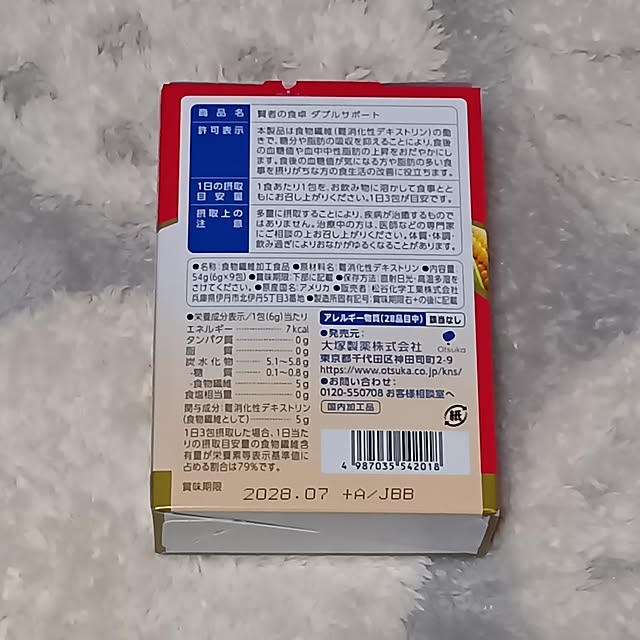 商品名 賢者の食卓 ダブルサポート
許可表示 本製品は食物繊維(難消化性デキストリン)の働
きで、糖分や脂肪の吸収を抑えることにより、食後
の血糖値や血中中性脂肪の上昇をおだやかにし
ます。食後の血糖値が気になる方や脂肪の多い食
事を摂りがちな方の食生活の改善に役立ちます。
1日の摂取 1食あたり1包を、お飲み物に溶かして食事とと
目安量 もにお召し上がりください。1日3包が目安です。
摂取上の 多量に摂取することにより、疾病が治癒するもので
注意 はありません。治療中の方は、医師などの専門家
にご相談の上お召し上がりください。体質・体調・
飲み過ぎによりおなかがゆるくなることがあります。
●名称:食物繊維加工食品 ●原材料名:難消化性デキストリン ●内容量:
54g(6g×9包) ●賞味期限:下部に記載 ●保存方法:直射日光・高温多湿を
さけてください。 ●原産国名:アメリカ ●販売者:松谷化学工業株式会社
兵庫県伊丹市北伊丹5丁目3番地 ●製造所固有記号:賞味期限右+の後に記載
●栄養成分表示/1包(6g)当たり
エネルギー 7kcal
タンパク質 0g
脂質 0g
炭水化物 5.1~5.8g
-糖質 0.1~0.8g
-食物繊維 5g
食塩相当量 0g
関与成分:難消化性デキストリン
(食物繊維として) 5g
1日3包摂取した場合、1日当た
りの摂取目安量の食物繊維含
有量が栄養素等表示基準値に
占める割合は79%です。
アレルギー物質(28品目中) 該当なし
●発売元:
大塚製薬株式会社
Otsuka
東京都千代田区神田司町2-9
https://www.otsuka.co.jp/kns/
●お問い合わせ:
0120-550708 お客様相談室へ
国内加工品
紙
4 987035 542018
賞味期限 2028.07 +A/JBB